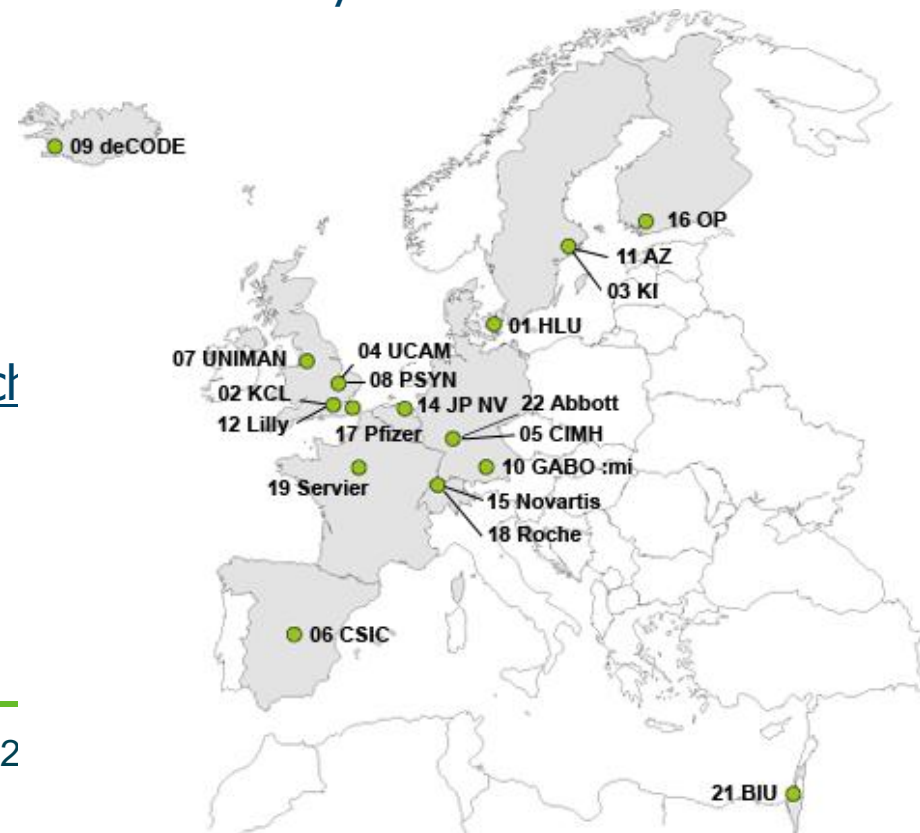 09 deCODE
16 OP
11 AZ
03 KI
01 HLU
07 UNIMAN
04 UCAM
08 PSYN
02 KCL
14 JP NV
22 Abbott
12 Lilly
17 Pfizer
05 CIMH
10 GABO :mi
19 Servier
15 Novartis
18 Roche
06 CSIC
2
21 BIU